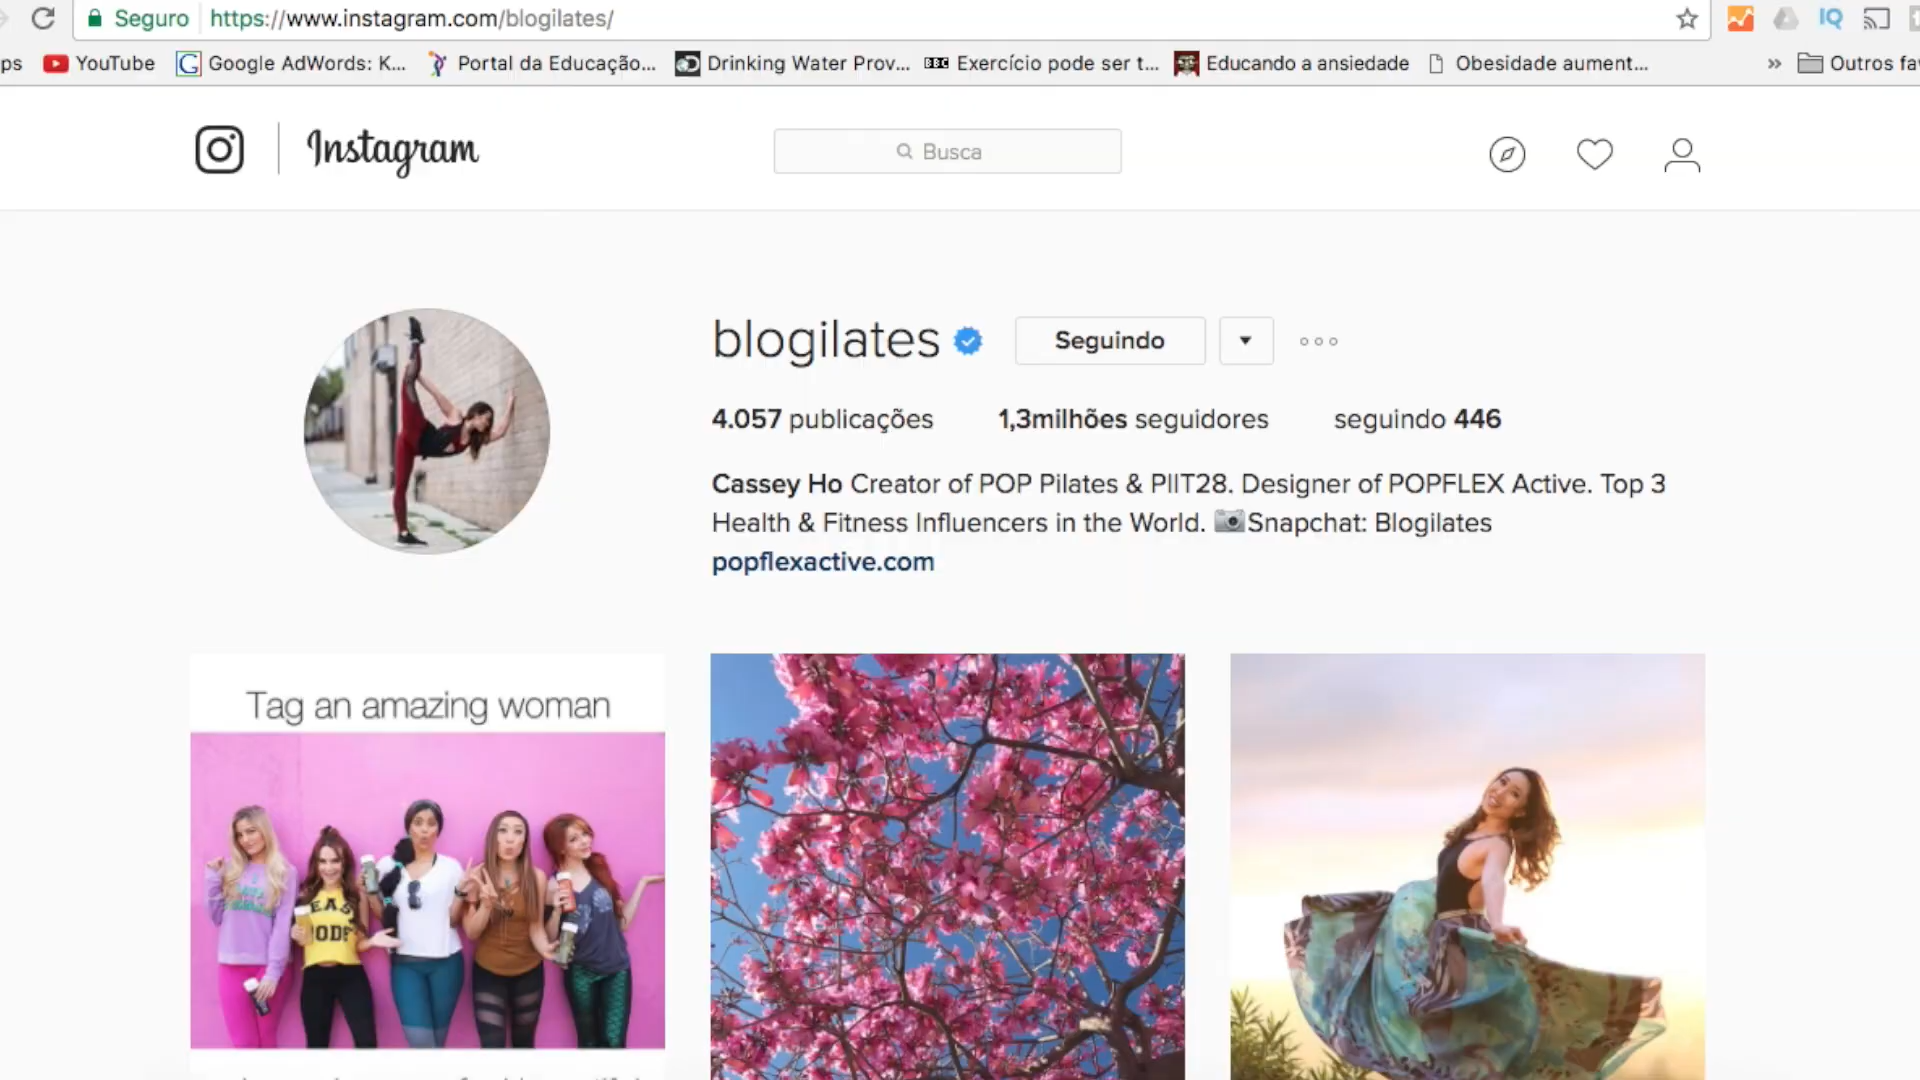 Seguro https://www.instagram.com/blogilates/
ps YouTube Google AdWords: K... Portal da Educação... Drinking Water Prov... BBC Exercício pode ser t... Educando a ansiedade Obesidade aument... » Outros fa
Instagram Busca
blogilates Seguindo
4.057 publicações 1,3milhões seguidores seguindo 446
Cassey Ho Creator of POP Pilates & PIIT28. Designer of POPFLEX Active. Top 3
Health & Fitness Influencers in the World. 📷Snapchat: Blogilates
popflexactive.com
Tag an amazing woman